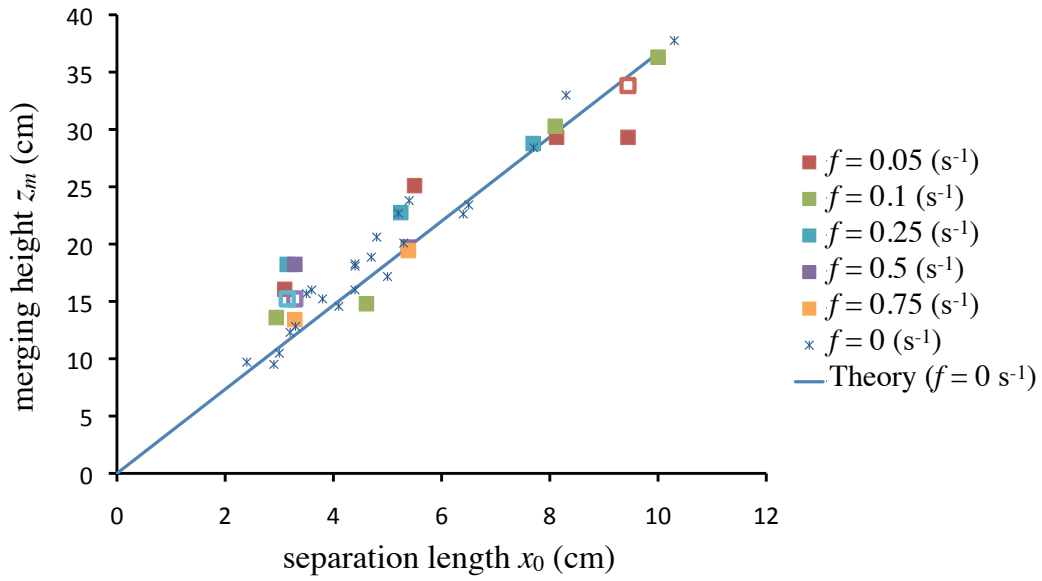 40
35
30
25
20
15
10
5
0
0 2 4 6 8 10 12
merging height zₘ (cm)
separation length x₀ (cm)
f = 0.05 (s⁻¹)
f = 0.1 (s⁻¹)
f = 0.25 (s⁻¹)
f = 0.5 (s⁻¹)
f = 0.75 (s⁻¹)
f = 0 (s⁻¹)
Theory (f = 0 s⁻¹)